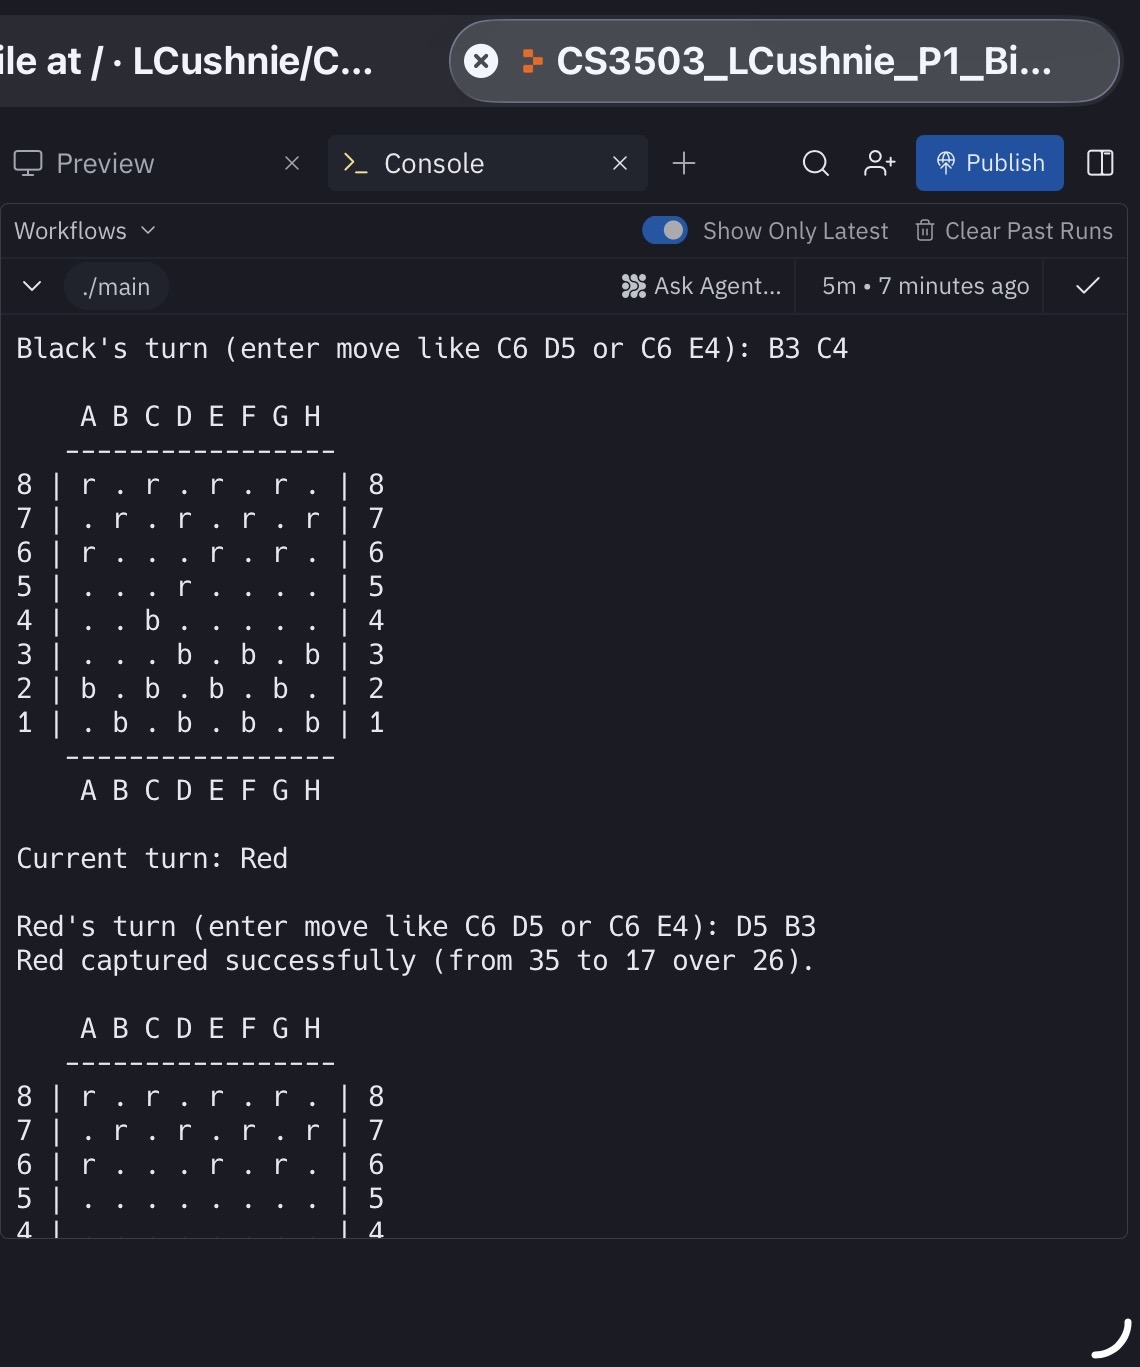 ile at / · LCushnie/C... CS3503_LCushnie_P1_Bi...
Preview Console Publish
Workflows Show Only Latest Clear Past Runs
./main Ask Agent... 5m • 7 minutes ago
Black's turn (enter move like C6 D5 or C6 E4): B3 C4
A B C D E F G H
-----------------
8 | r . r . r . r . | 8
7 | . r . r . r . r | 7
6 | r . . . r . r . | 6
5 | . . . r . . . . | 5
4 | . . b . . . . . | 4
3 | . . . b . b . b | 3
2 | b . b . b . b . | 2
1 | . b . b . b . b | 1
-----------------
A B C D E F G H
Current turn: Red
Red's turn (enter move like C6 D5 or C6 E4): D5 B3
Red captured successfully (from 35 to 17 over 26).
A B C D E F G H
-----------------
8 | r . r . r . r . | 8
7 | . r . r . r . r | 7
6 | r . . . r . r . | 6
5 | . . . . . . . . | 5
4 | | 4